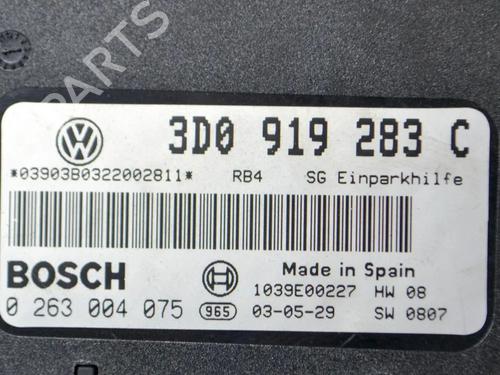 B-PARTS
3D0 919 283 C
*03903B0322002811* RB4 SG Einparkhilfe
BOSCH
Made in Spain
0 263 004 075 965
1039E00227 HW 08
03-05-29 SW 0807